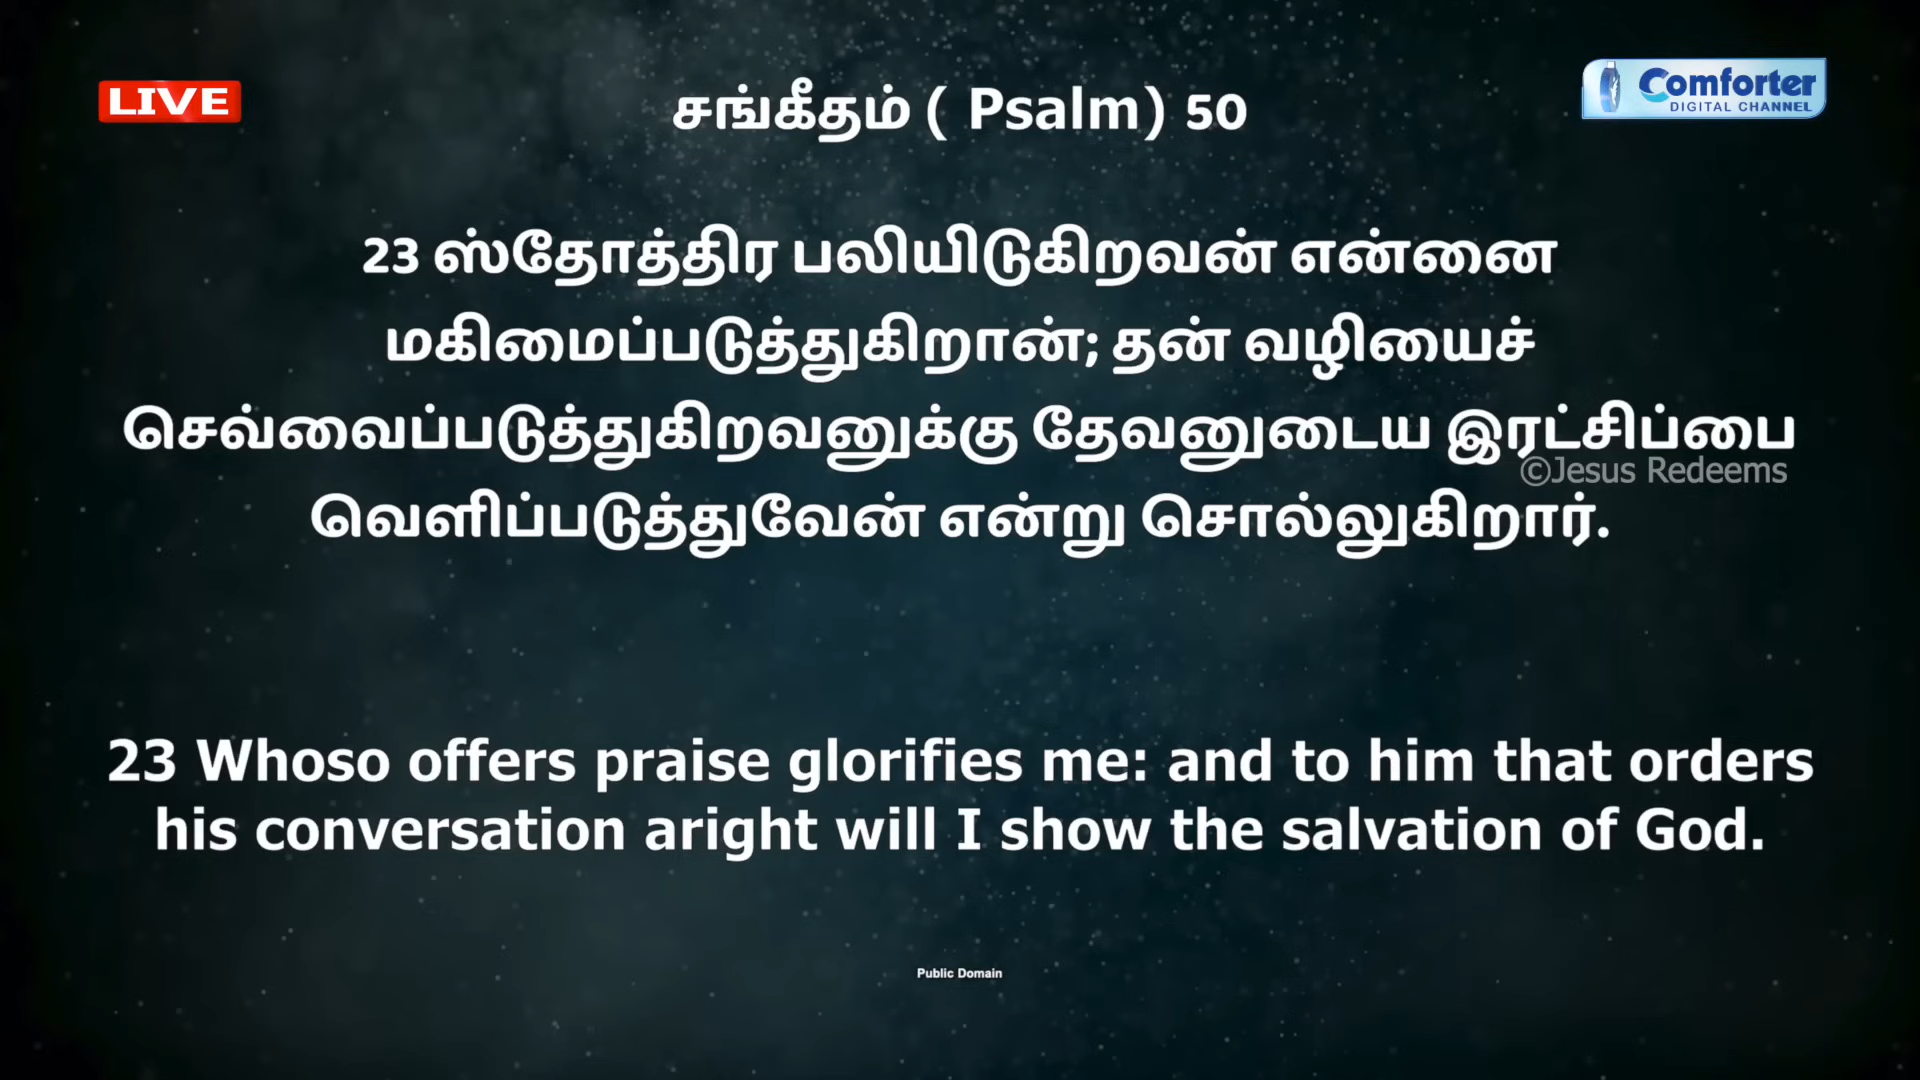 LIVE
சங்கீதம் ( Psalm) 50
Comforter
DIGITAL CHANNEL
23 ஸ்தோத்திர பலியிடுகிறவன் என்னை
மகிமைப்படுத்துகிறான்; தன் வழியைச்
செவ்வைப்படுத்துகிறவனுக்கு தேவனுடைய இரட்சிப்பை
©Jesus Redeems
வெளிப்படுத்துவேன் என்று சொல்லுகிறார்.
23 Whoso offers praise glorifies me: and to him that orders
his conversation aright will I show the salvation of God.
Public Domain